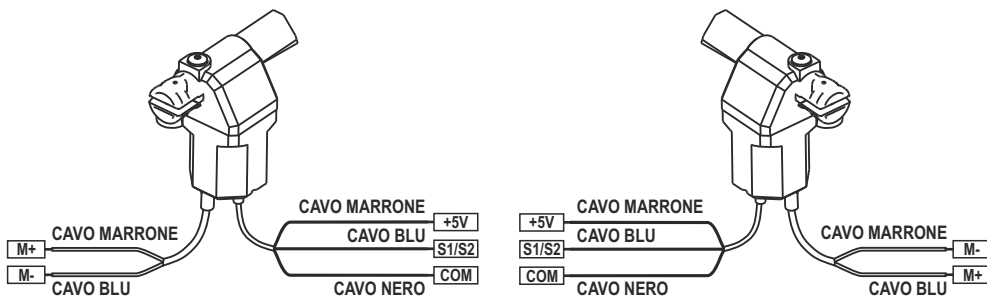 CAVO MARRONE +5V
CAVO BLU S1/S2
CAVO NERO COM
M+ CAVO MARRONE
M- CAVO BLU
+5V CAVO MARRONE
S1/S2 CAVO BLU
COM CAVO NERO
CAVO MARRONE M-
CAVO BLU M+